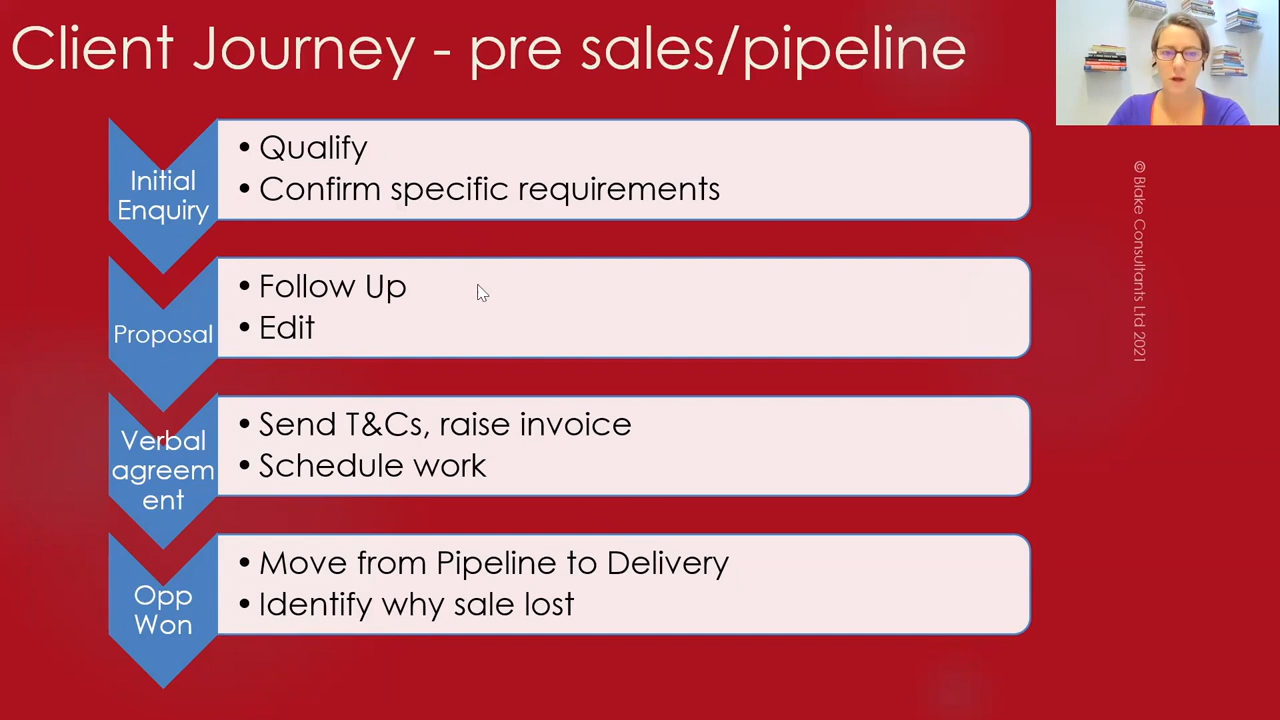 Client Journey - pre sales/pipeline
Initial
Enquiry
• Qualify
• Confirm specific requirements
Proposal
• Follow Up
• Edit
Verbal
agreem
ent
• Send T&Cs, raise invoice
• Schedule work
Opp
Won
• Move from Pipeline to Delivery
• Identify why sale lost
© Blake Consultants Ltd 2021